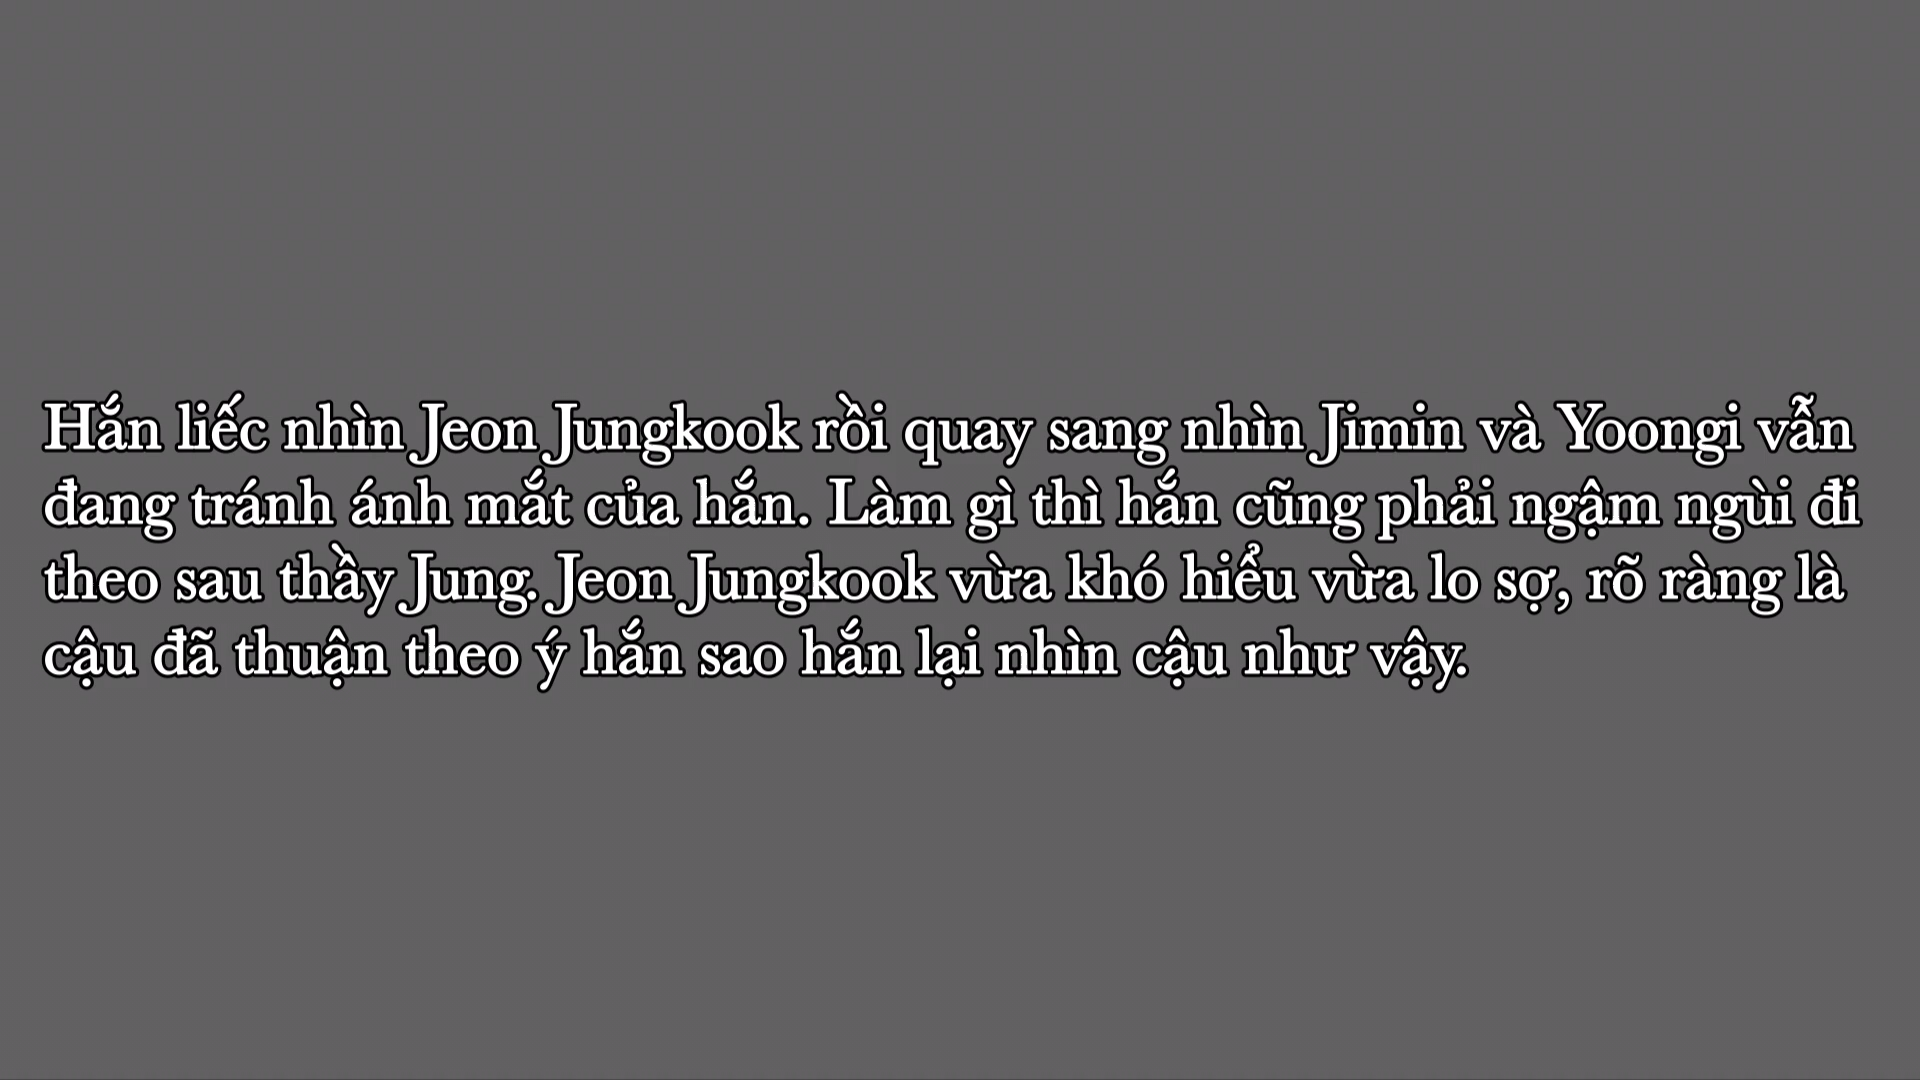 Hắn liếc nhìn Jeon Jungkook rồi quay sang nhìn Jimin và Yoongi vẫn
đang tránh ánh mắt của hắn. Làm gì thì hắn cũng phải ngậm ngùi đi
theo sau thầy Jung. Jeon Jungkook vừa khó hiểu vừa lo sợ, rõ ràng là
cậu đã thuận theo ý hắn sao hắn lại nhìn cậu như vậy.